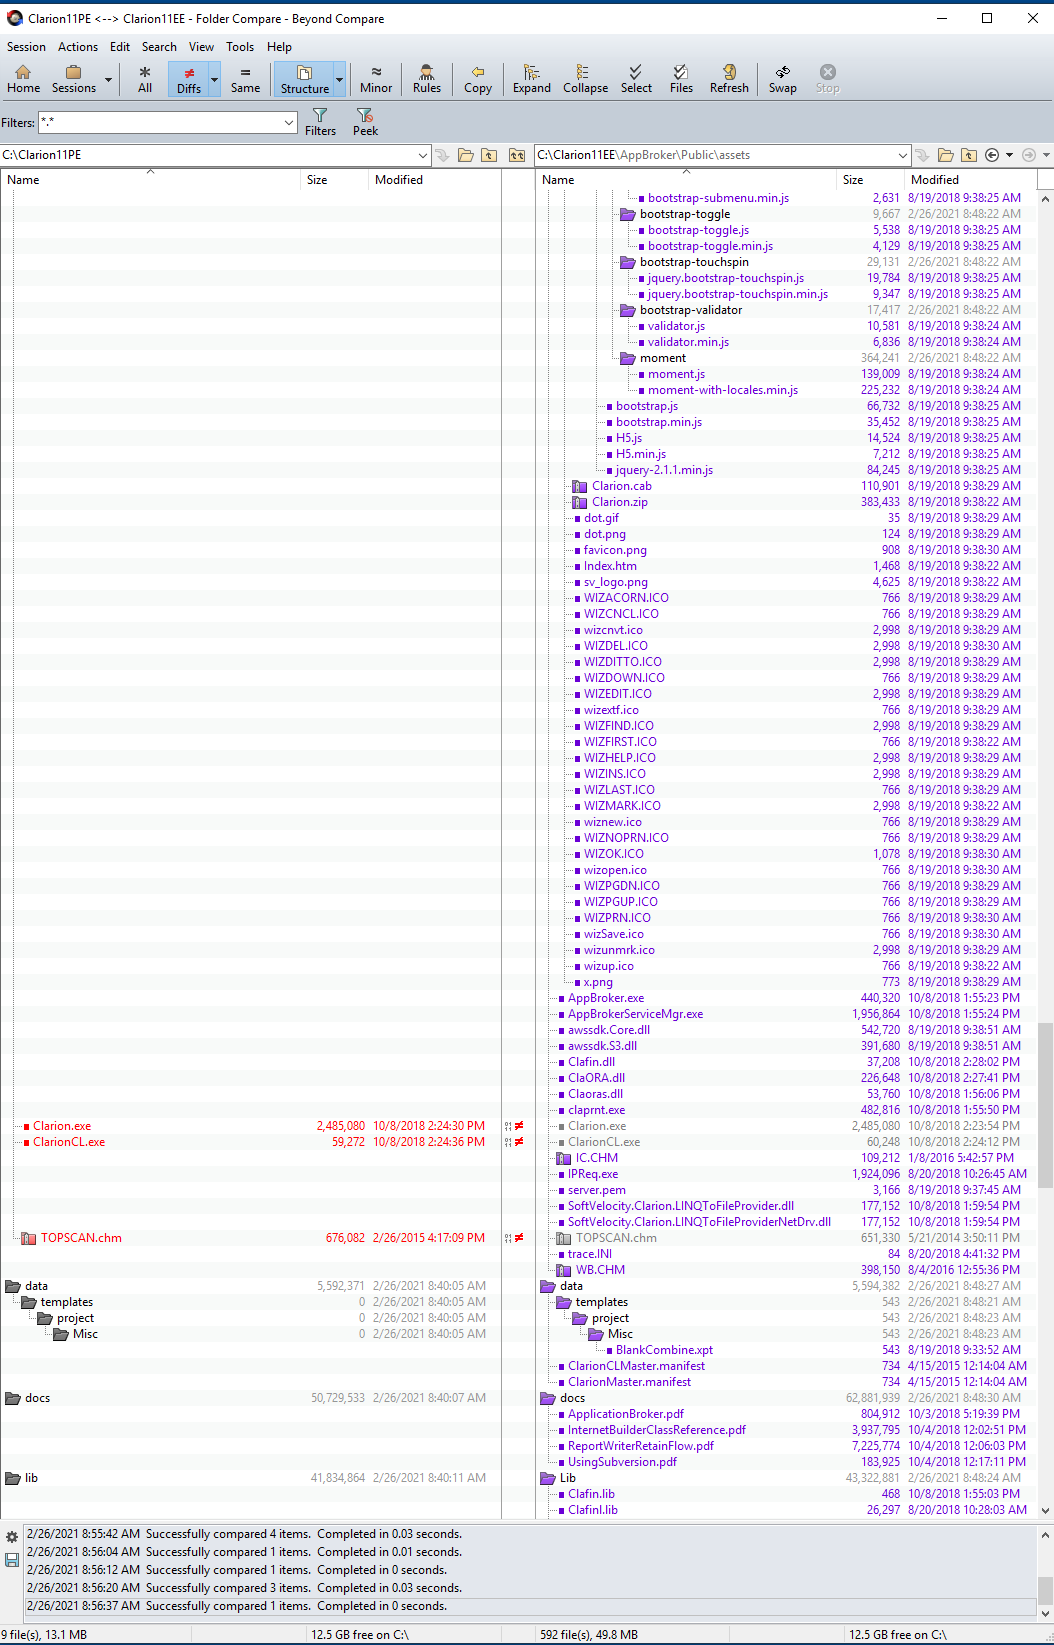 Clarion11PE <--> Clarion11EE - Folder Compare - Beyond Compare
Session Actions Edit Search View Tools Help
Home Sessions All Diffs Same Structure Minor Rules Copy Expand Collapse Select Files Refresh Swap Stop
Filters: *.* Filters Peek
C:\Clarion11PE C:\Clarion11EE\AppBroker\Public\assets
Name Size Modified Name Size Modified
bootstrap-submenu.min.js 2,631 8/19/2018 9:38:25 AM
bootstrap-toggle 9,667 2/26/2021 8:48:22 AM
bootstrap-toggle.js 5,538 8/19/2018 9:38:25 AM
bootstrap-toggle.min.js 4,129 8/19/2018 9:38:25 AM
bootstrap-touchspin 29,131 2/26/2021 8:48:22 AM
jquery.bootstrap-touchspin.js 19,784 8/19/2018 9:38:25 AM
jquery.bootstrap-touchspin.min.js 9,347 8/19/2018 9:38:25 AM
bootstrap-validator 17,417 2/26/2021 8:48:22 AM
validator.js 10,581 8/19/2018 9:38:24 AM
validator.min.js 6,836 8/19/2018 9:38:24 AM
moment 364,241 2/26/2021 8:48:22 AM
moment.js 139,009 8/19/2018 9:38:24 AM
moment-with-locales.min.js 225,232 8/19/2018 9:38:24 AM
bootstrap.js 66,732 8/19/2018 9:38:25 AM
bootstrap.min.js 35,452 8/19/2018 9:38:25 AM
H5.js 14,524 8/19/2018 9:38:25 AM
H5.min.js 7,212 8/19/2018 9:38:25 AM
jquery-2.1.1.min.js 84,245 8/19/2018 9:38:25 AM
Clarion.cab 110,901 8/19/2018 9:38:29 AM
Clarion.zip 383,433 8/19/2018 9:38:22 AM
dot.gif 35 8/19/2018 9:38:29 AM
dot.png 124 8/19/2018 9:38:29 AM
favicon.png 908 8/19/2018 9:38:30 AM
Index.htm 1,468 8/19/2018 9:38:22 AM
sv_logo.png 4,625 8/19/2018 9:38:22 AM
WIZACORN.ICO 766 8/19/2018 9:38:29 AM
WIZCNCL.ICO 766 8/19/2018 9:38:29 AM
wizcnvt.ico 2,998 8/19/2018 9:38:29 AM
WIZDEL.ICO 2,998 8/19/2018 9:38:30 AM
WIZDITTO.ICO 2,998 8/19/2018 9:38:29 AM
WIZDOWN.ICO 766 8/19/2018 9:38:29 AM
WIZEDIT.ICO 2,998 8/19/2018 9:38:29 AM
wizextf.ico 766 8/19/2018 9:38:29 AM
WIZFIND.ICO 2,998 8/19/2018 9:38:29 AM
WIZFIRST.ICO 766 8/19/2018 9:38:22 AM
WIZHELP.ICO 2,998 8/19/2018 9:38:29 AM
WIZINS.ICO 2,998 8/19/2018 9:38:29 AM
WIZLAST.ICO 766 8/19/2018 9:38:29 AM
WIZMARK.ICO 2,998 8/19/2018 9:38:22 AM
wiznew.ico 766 8/19/2018 9:38:29 AM
WIZNOPRN.ICO 766 8/19/2018 9:38:29 AM
WIZOK.ICO 1,078 8/19/2018 9:38:30 AM
wizopen.ico 766 8/19/2018 9:38:30 AM
WIZPGDN.ICO 766 8/19/2018 9:38:29 AM
WIZPGUP.ICO 766 8/19/2018 9:38:29 AM
WIZPRN.ICO 766 8/19/2018 9:38:30 AM
wizSave.ico 766 8/19/2018 9:38:30 AM
wizunmrk.ico 2,998 8/19/2018 9:38:29 AM
wizup.ico 766 8/19/2018 9:38:22 AM
x.png 773 8/19/2018 9:38:29 AM
AppBroker.exe 440,320 10/8/2018 1:55:23 PM
AppBrokerServiceMgr.exe 1,956,864 10/8/2018 1:55:24 PM
awssdk.Core.dll 542,720 8/19/2018 9:38:51 AM
awssdk.S3.dll 391,680 8/19/2018 9:38:51 AM
Clafin.dll 37,208 10/8/2018 2:28:02 PM
ClaORA.dll 226,648 10/8/2018 2:27:41 PM
Claoras.dll 53,760 10/8/2018 1:56:06 PM
claprnt.exe 482,816 10/8/2018 1:55:50 PM
Clarion.exe 2,485,080 10/8/2018 2:24:30 PM Clarion.exe 2,485,080 10/8/2018 2:23:54 PM
ClarionCL.exe 59,272 10/8/2018 2:24:36 PM ClarionCL.exe 60,248 10/8/2018 2:24:12 PM
IC.CHM 109,212 1/8/2016 5:42:57 PM
IPReq.exe 1,924,096 8/20/2018 10:26:45 AM
server.pem 3,166 8/19/2018 9:37:45 AM
SoftVelocity.Clarion.LINQToFileProvider.dll 177,152 10/8/2018 1:59:54 PM
SoftVelocity.Clarion.LINQToFileProviderNetDrv.dll 177,152 10/8/2018 1:59:54 PM
TOPSCAN.chm 676,082 2/26/2015 4:17:09 PM TOPSCAN.chm 651,330 5/21/2014 3:50:11 PM
trace.INI 84 8/20/2018 4:41:32 PM
WB.CHM 398,150 8/4/2016 12:55:36 PM
data 5,592,371 2/26/2021 8:40:05 AM data 5,594,382 2/26/2021 8:48:27 AM
templates 0 2/26/2021 8:40:05 AM templates 543 2/26/2021 8:48:21 AM
project 0 2/26/2021 8:40:05 AM project 543 2/26/2021 8:48:23 AM
Misc 0 2/26/2021 8:40:05 AM Misc 543 2/26/2021 8:48:23 AM
BlankCombine.xpt 543 8/19/2018 9:33:52 AM
ClarionCLMaster.manifest 734 4/15/2015 12:14:04 AM
ClarionMaster.manifest 734 4/15/2015 12:14:04 AM
docs 50,729,533 2/26/2021 8:40:07 AM docs 62,881,939 2/26/2021 8:48:30 AM
ApplicationBroker.pdf 804,912 10/3/2018 5:19:39 PM
InternetBuilderClassReference.pdf 3,937,795 10/4/2018 12:02:51 PM
ReportWriterRetainFlow.pdf 7,225,774 10/4/2018 12:06:03 PM
UsingSubversion.pdf 183,925 10/4/2018 12:17:11 PM
lib 41,834,864 2/26/2021 8:40:11 AM Lib 43,322,881 2/26/2021 8:48:24 AM
Clafin.lib 468 10/8/2018 1:55:03 PM
Clafinl.lib 26,297 8/20/2018 10:28:03 AM
2/26/2021 8:55:42 AM Successfully compared 4 items. Completed in 0.03 seconds.
2/26/2021 8:56:04 AM Successfully compared 1 items. Completed in 0.01 seconds.
2/26/2021 8:56:12 AM Successfully compared 1 items. Completed in 0 seconds.
2/26/2021 8:56:20 AM Successfully compared 3 items. Completed in 0.03 seconds.
2/26/2021 8:56:37 AM Successfully compared 1 items. Completed in 0 seconds.
9 file(s), 13.1 MB 12.5 GB free on C:\ 592 file(s), 49.8 MB 12.5 GB free on C:\